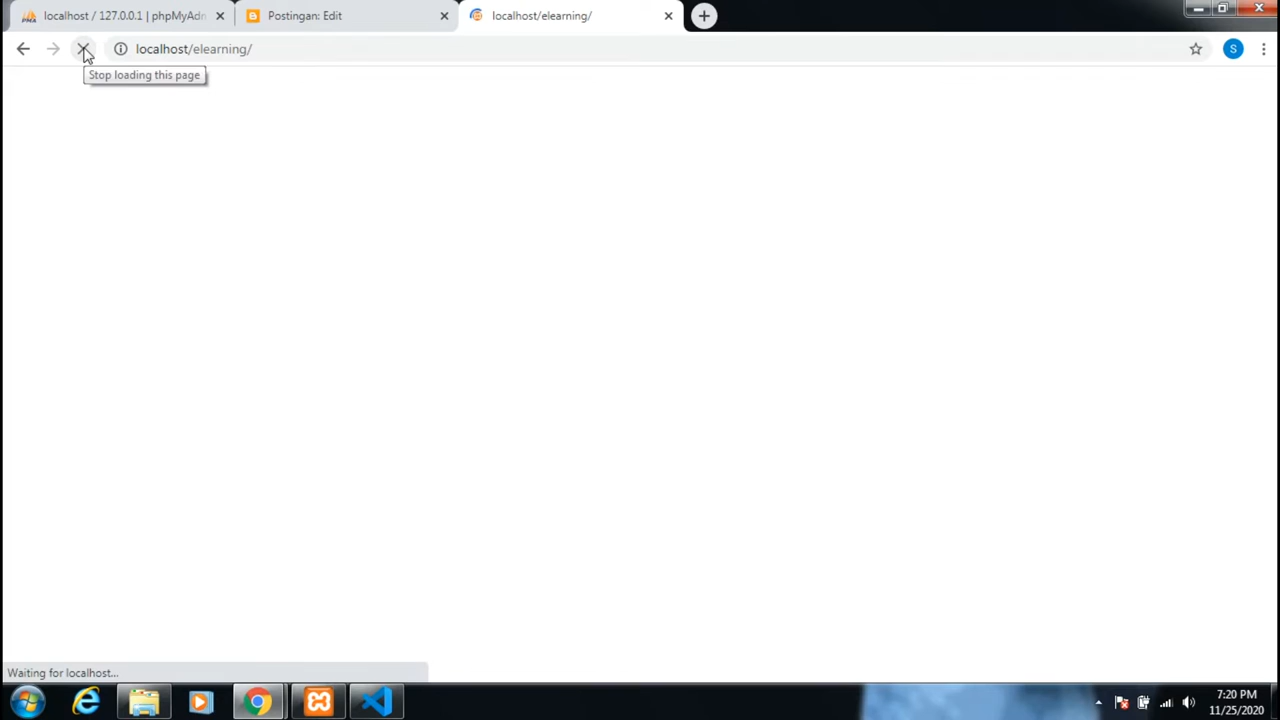 localhost / 127.0.0.1 | phpMyAdn
Postingan: Edit
localhost/elearning/
localhost/elearning/
S
Stop loading this page
Waiting for localhost...
7:20 PM
11/25/2020